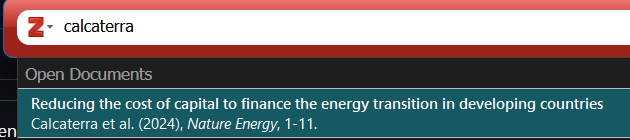 Z calcaterra
Open Documents
Reducing the cost of capital to finance the energy transition in developing countries
Calcaterra et al. (2024), Nature Energy, 1-11.
en